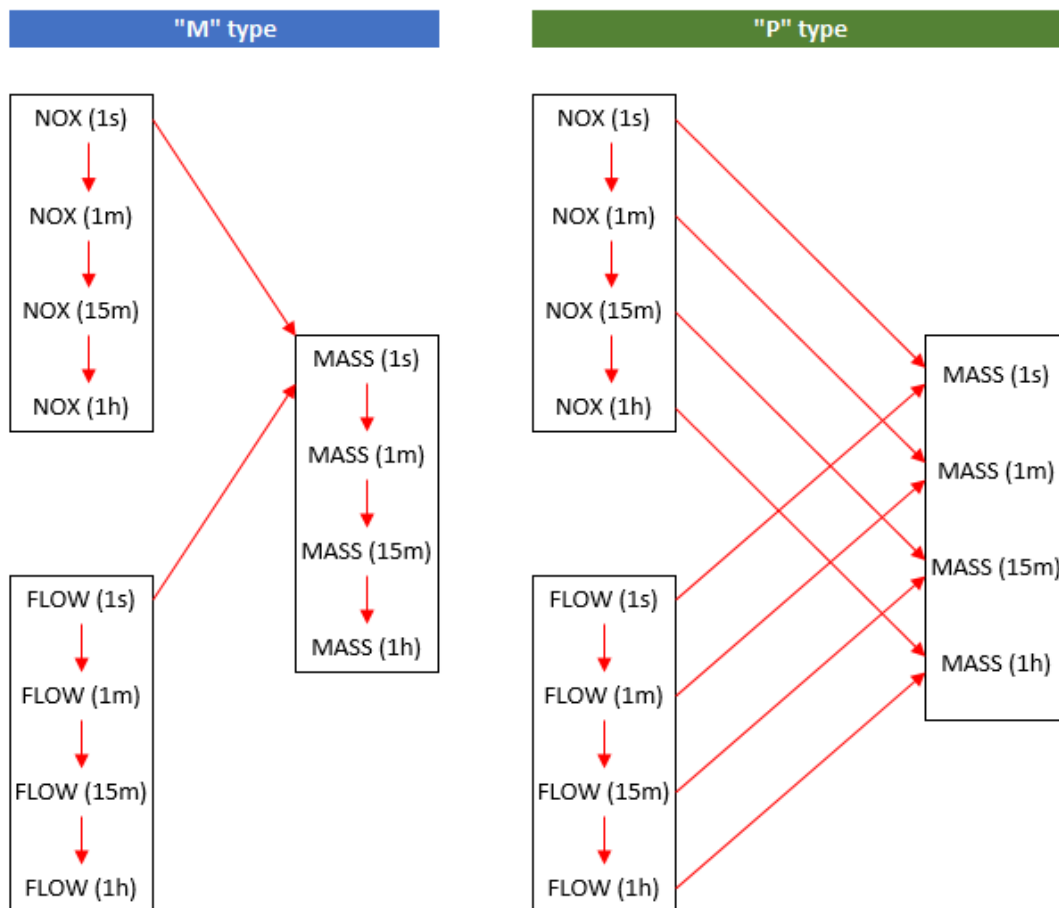 "M" type
NOX (1s)
NOX (1m)
NOX (15m)
NOX (1h)
MASS (1s)
MASS (1m)
MASS (15m)
MASS (1h)
FLOW (1s)
FLOW (1m)
FLOW (15m)
FLOW (1h)
"P" type
NOX (1s)
NOX (1m)
NOX (15m)
NOX (1h)
MASS (1s)
MASS (1m)
MASS (15m)
MASS (1h)
FLOW (1s)
FLOW (1m)
FLOW (15m)
FLOW (1h)